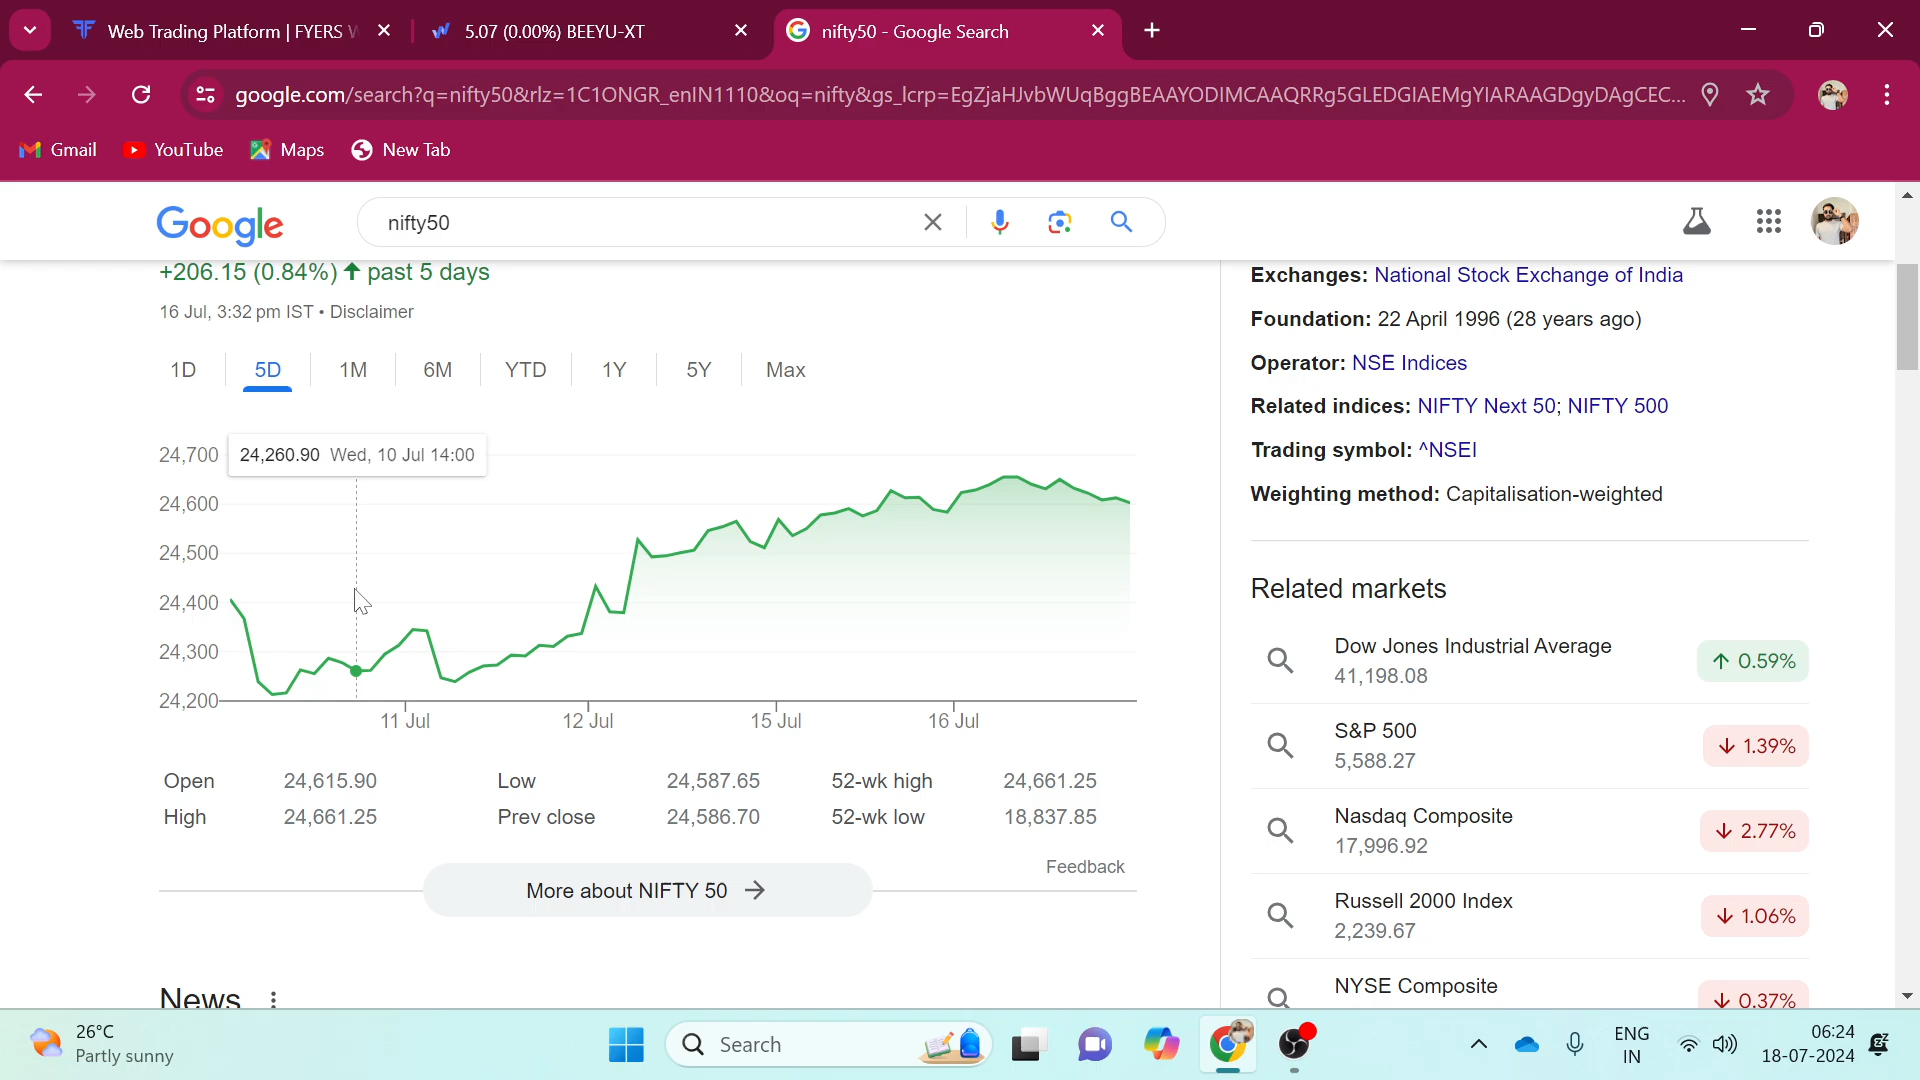 Web Trading Platform | FYERS W
5.07 (0.00%) BEEYU-XT
nifty50 - Google Search
google.com/search?q=nifty50&rlz=1C1ONGR_enIN1110&oq=nifty&gs_lcrp=EgZjaHJvbWUqBggBEAAYODIMCAAQRRg5GLEDGIAEMgYIARAAGDgyDAgCEC...
Gmail
YouTube
Maps
New Tab
Google
nifty50
+206.15 (0.84%) ↑ past 5 days
16 Jul, 3:32 pm IST • Disclaimer
1D
5D
1M
6M
YTD
1Y
5Y
Max
24,260.90 Wed, 10 Jul 14:00
24,700
24,600
24,500
24,400
24,300
24,200
11 Jul
12 Jul
15 Jul
16 Jul
Open 24,615.90 Low 24,587.65 52-wk high 24,661.25
High 24,661.25 Prev close 24,586.70 52-wk low 18,837.85
Feedback
More about NIFTY 50 →
News
Exchanges: National Stock Exchange of India
Foundation: 22 April 1996 (28 years ago)
Operator: NSE Indices
Related indices: NIFTY Next 50; NIFTY 500
Trading symbol: ^NSEI
Weighting method: Capitalisation-weighted
Related markets
Dow Jones Industrial Average
41,198.08
↑ 0.59%
S&P 500
5,588.27
↓ 1.39%
Nasdaq Composite
17,996.92
↓ 2.77%
Russell 2000 Index
2,239.67
↓ 1.06%
NYSE Composite
↓ 0.37%
26°C
Partly sunny
Search
ENG
IN
06:24
18-07-2024